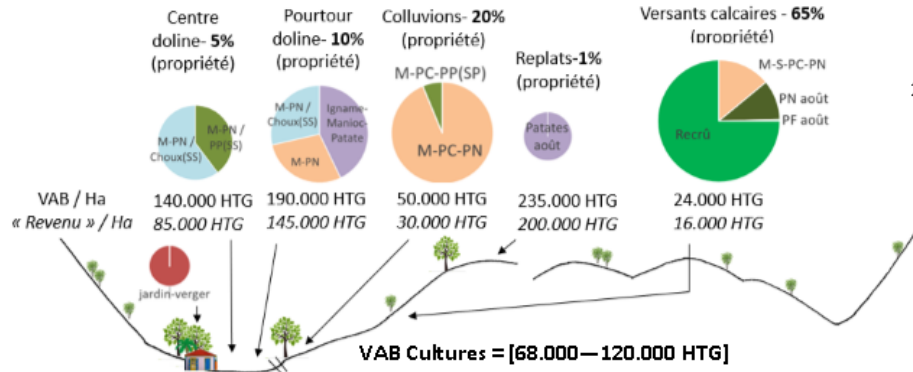 Centre
doline- 5%
(propriété)
Pourtour
doline- 10%
(propriété)
Colluvions- 20%
(propriété)
Replats-1%
(propriété)
Versants calcaires - 65%
(propriété)
M-PN /
Choux(SS)
M-PN /
PP(SS)
M-PN /
Choux(SS)
Igname-
Manioc-
Patate
M-PN
M-PC-PP(SP)
M-PC-PN
Patates
août
M-S-PC-PN
PN août
PF août
Recrû
VAB / Ha
140.000 HTG
190.000 HTG
50.000 HTG
235.000 HTG
24.000 HTG
« Revenu » / Ha
85.000 HTG
145.000 HTG
30.000 HTG
200.000 HTG
16.000 HTG
jardin-verger
VAB Cultures = [68.000—120.000 HTG]